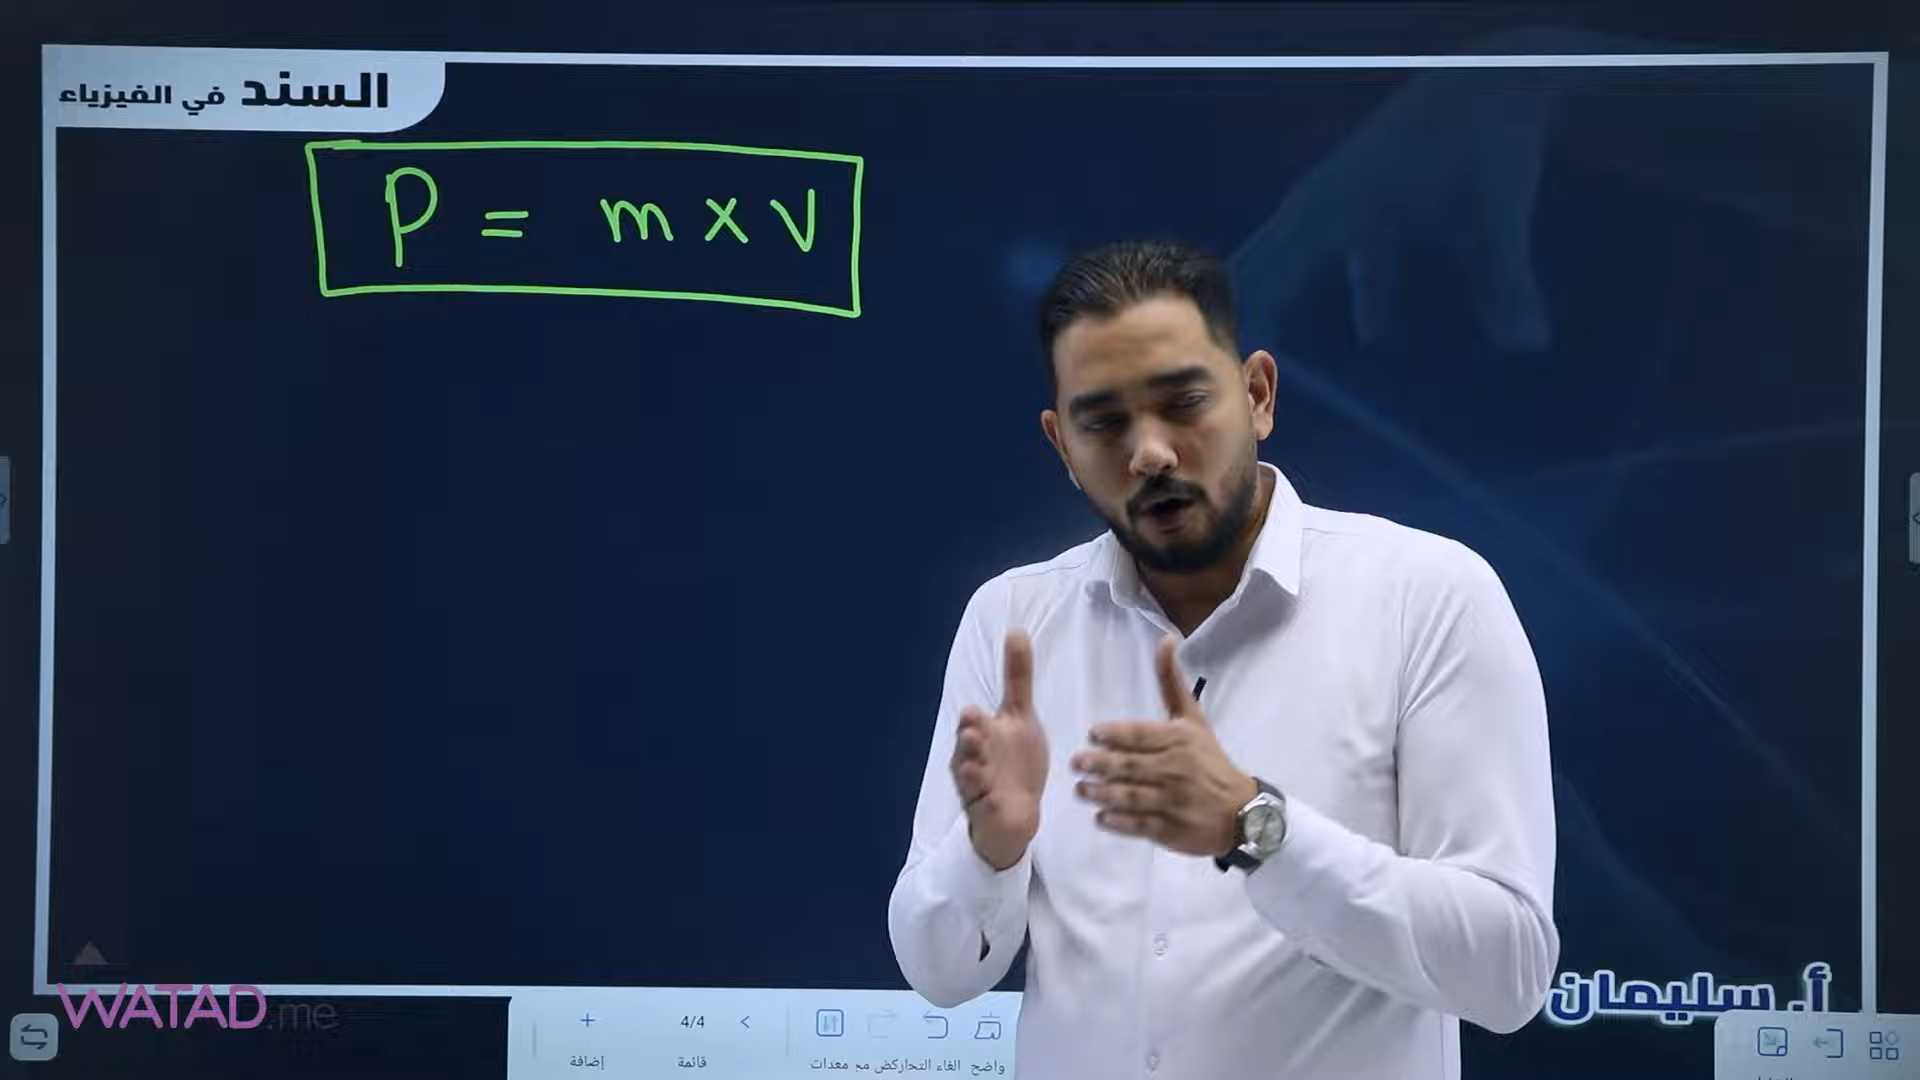 السند في الفيزياء
P = m × v
أ. سليمان
WATAD.me
4/4
إضافة
قائمة
واضح